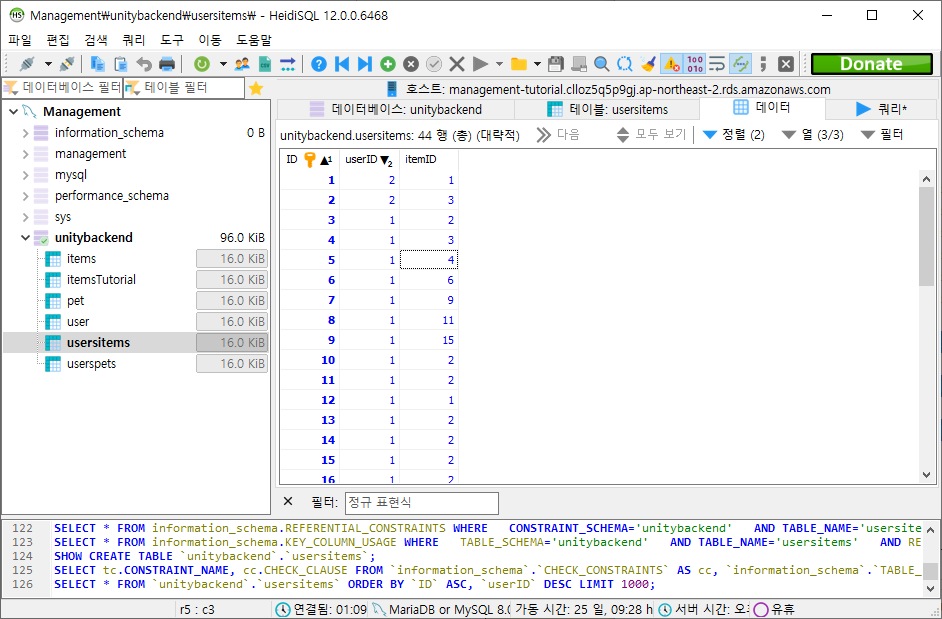 Management\unitybackend\usersitems\ - HeidiSQL 12.0.0.6468
파일 편집 검색 쿼리 도구 이동 도움말
Donate
데이터베이스 필터 테이블 필터
호스트: management-tutorial.clloz5q5p9gj.ap-northeast-2.rds.amazonaws.com
데이터베이스: unitybackend 테이블: usersitems 데이터 쿼리*
unitybackend.usersitems: 44 행 (총) (대략적) 다음 모두 보기 정렬 (2) 열 (3/3) 필터
Management
information_schema 0 B
management
mysql
performance_schema
sys
unitybackend 96.0 KiB
items 16.0 KiB
itemsTutorial 16.0 KiB
pet 16.0 KiB
user 16.0 KiB
usersitems 16.0 KiB
userspets 16.0 KiB
ID 1 userID 2 itemID
1 2 1
2 2 3
3 1 2
4 1 3
5 1 4
6 1 6
7 1 9
8 1 11
9 1 15
10 1 2
11 1 2
12 1 1
13 1 2
14 1 2
15 1 2
16 1 2
필터: 정규 표현식
122 SELECT * FROM information_schema.REFERENTIAL_CONSTRAINTS WHERE CONSTRAINT_SCHEMA='unitybackend' AND TABLE_NAME='usersite
123 SELECT * FROM information_schema.KEY_COLUMN_USAGE WHERE TABLE_SCHEMA='unitybackend' AND TABLE_NAME='usersitems' AND RE
124 SHOW CREATE TABLE `unitybackend`.`usersitems`;
125 SELECT tc.CONSTRAINT_NAME, cc.CHECK_CLAUSE FROM `information_schema`.`CHECK_CONSTRAINTS` AS cc, `information_schema`.`TABLE_
126 SELECT * FROM `unitybackend`.`usersitems` ORDER BY `ID` ASC, `userID` DESC LIMIT 1000;
r5 : c3 연결됨: 01:09 MariaDB or MySQL 8.0 가동 시간: 25 일, 09:28 h 서버 시간: 오후 유휴